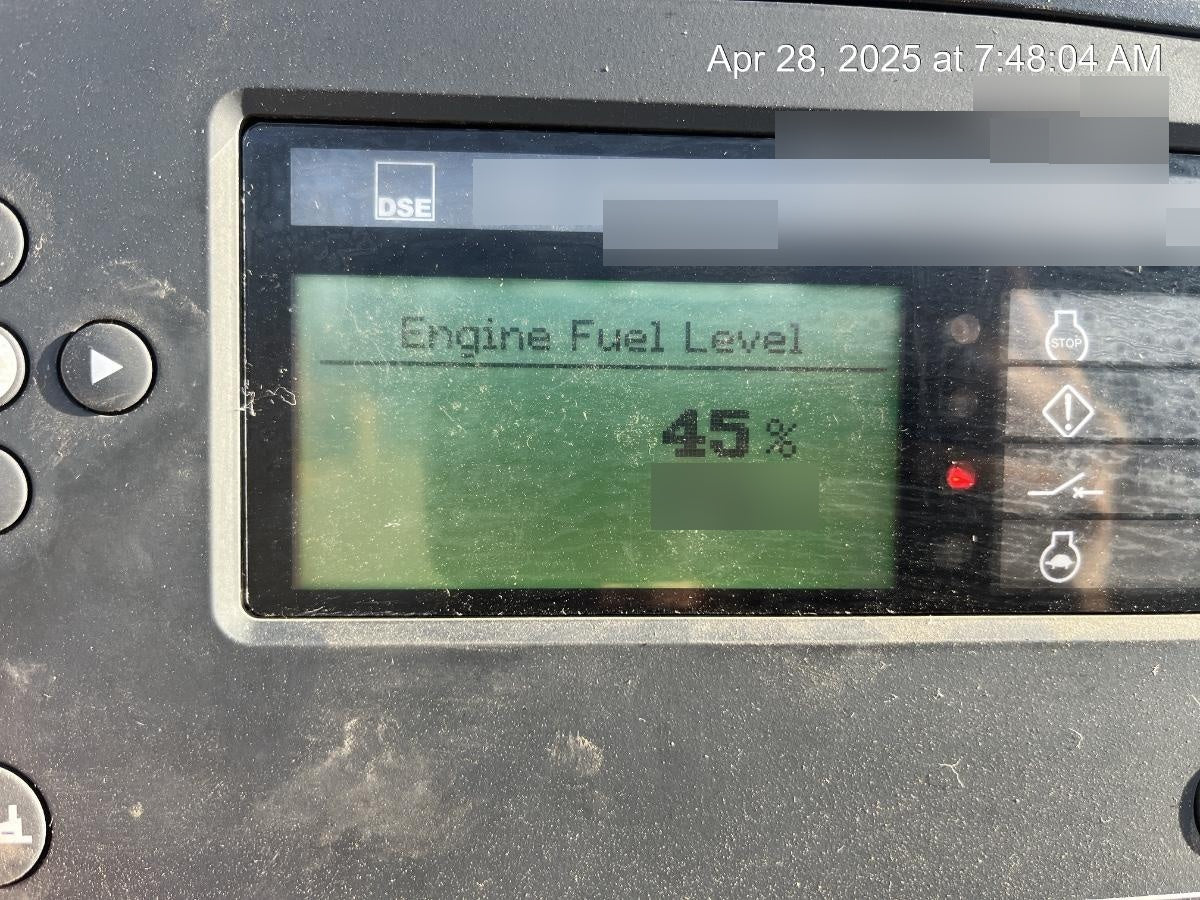 Apr 28, 2025 at 7:48:04 AM
DSE
Engine Fuel Level
45 %
STOP